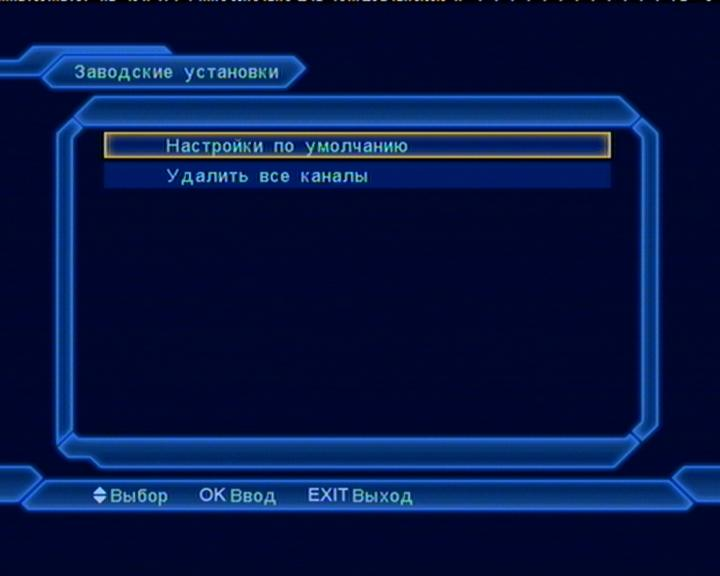 Заводские установки
Настройки по умолчанию
Удалить все каналы
Выбор OK Ввод EXIT Выход